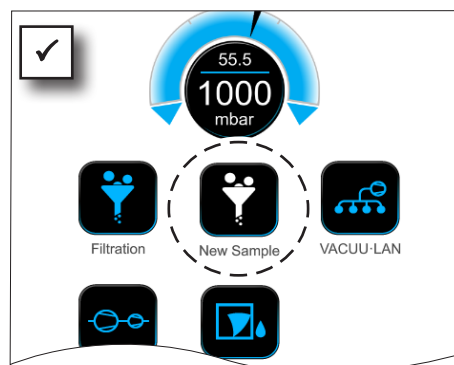 55.5
1000
mbar
Filtration
New Sample
VACUU·LAN